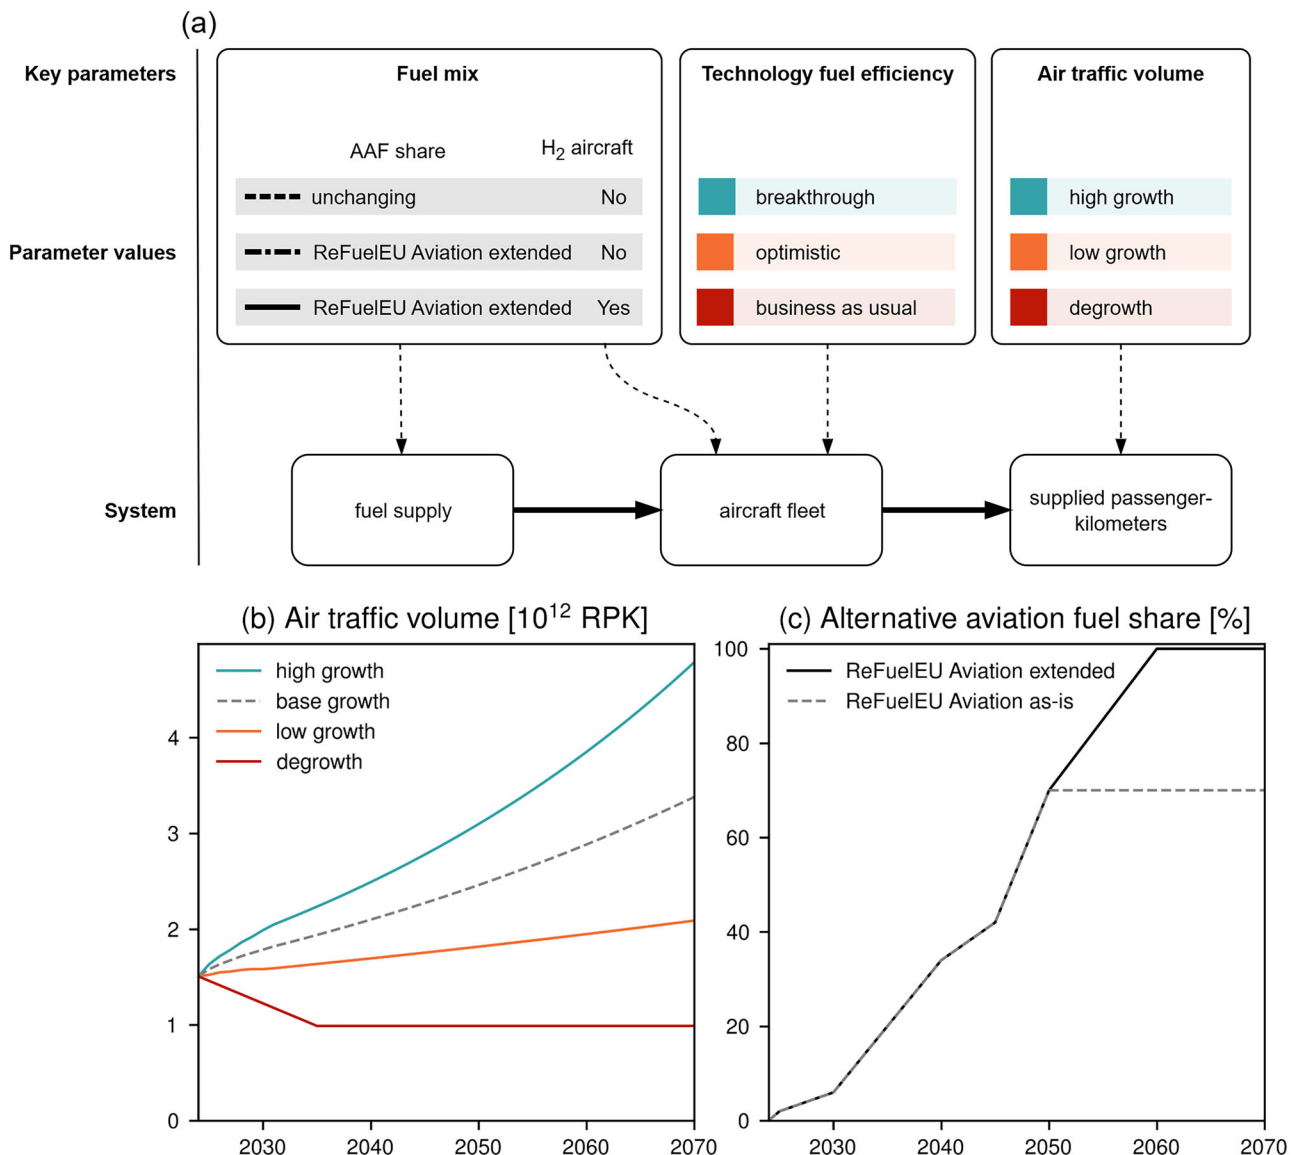 (a)
Key parameters
Fuel mix
Technology fuel efficiency
Air traffic volume
AAF share
H2 aircraft
unchanging No
breakthrough
high growth
Parameter values
ReFuelEU Aviation extended No
optimistic
low growth
ReFuelEU Aviation extended Yes
business as usual
degrowth
System
fuel supply
aircraft fleet
supplied passenger-
kilometers
(b) Air traffic volume [10^12 RPK]
high growth
base growth
low growth
degrowth
4
3
2
1
0
2030 2040 2050 2060 2070
(c) Alternative aviation fuel share [%]
ReFuelEU Aviation extended
ReFuelEU Aviation as-is
100
80
60
40
20
0
2030 2040 2050 2060 2070